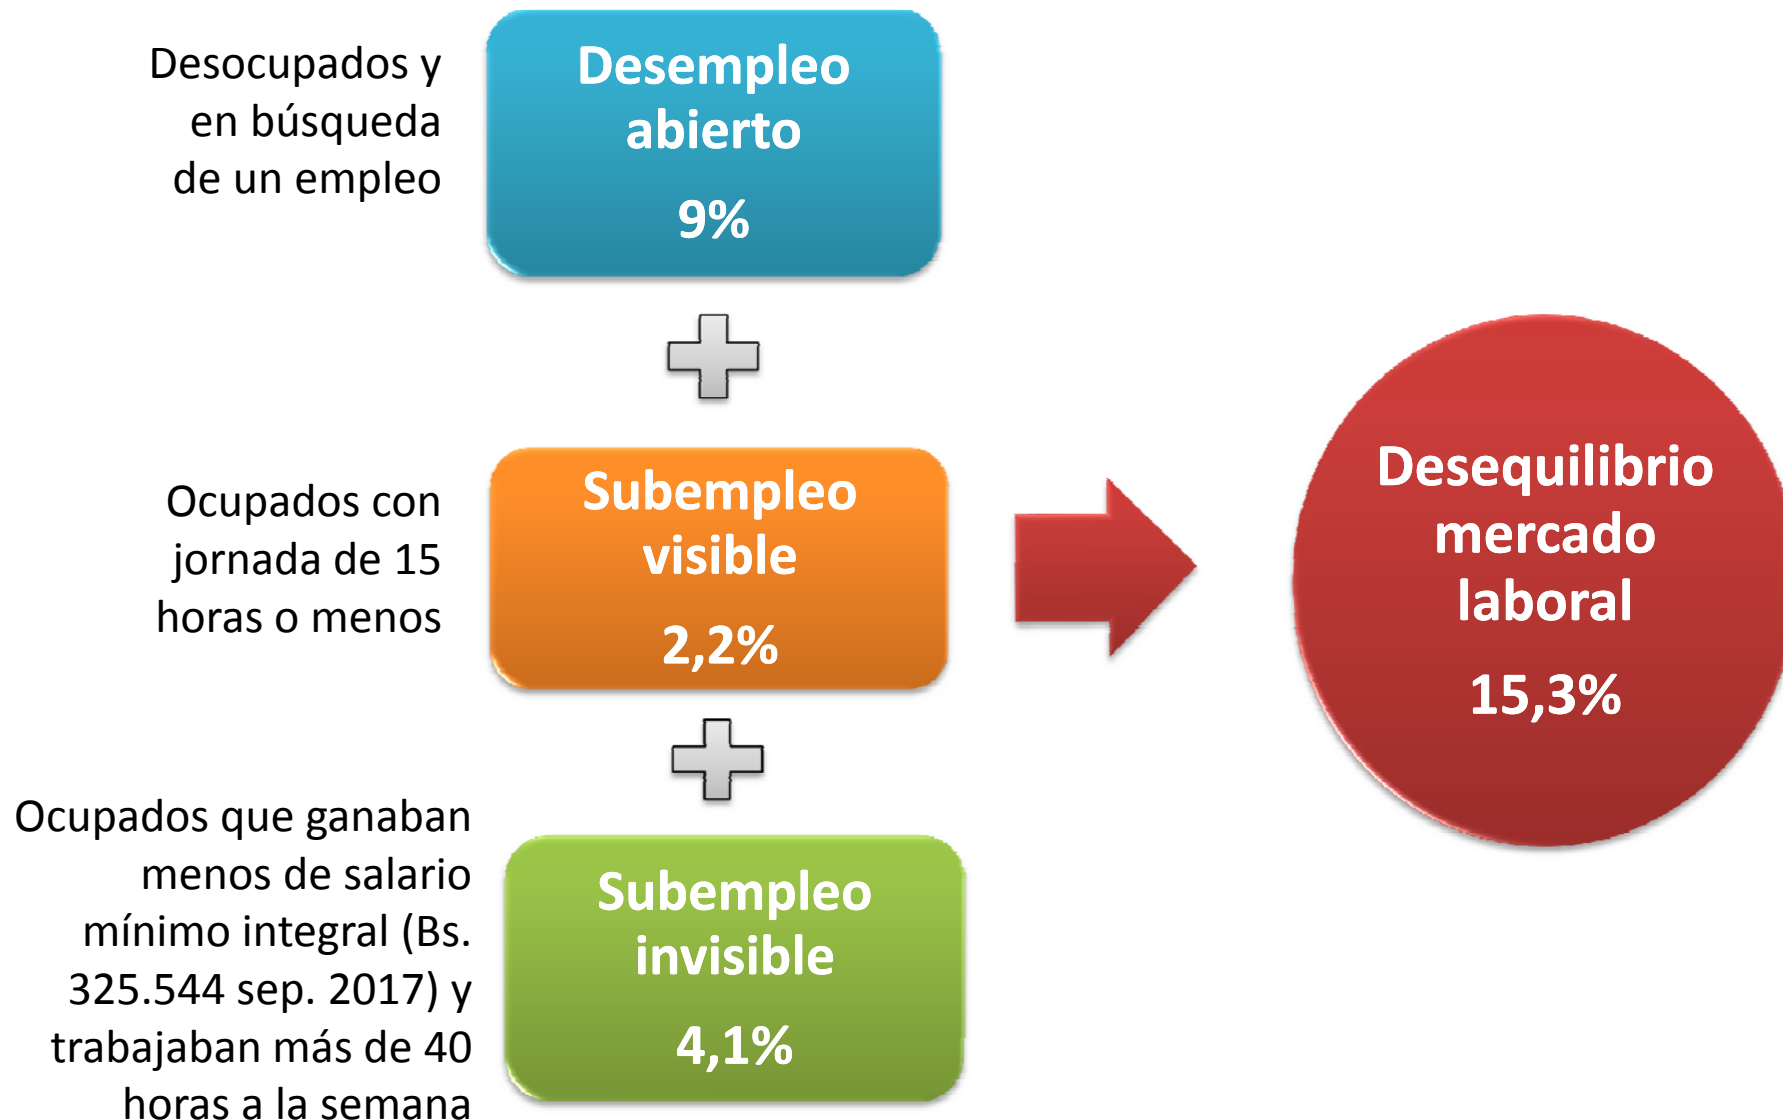 Desocupados y
en búsqueda
de un empleo
Desempleo
abierto
9%
Ocupados con
jornada de 15
horas o menos
Subempleo
visible
2,2%
Ocupados que ganaban
menos de salario
mínimo integral (Bs.
325.544 sep. 2017) y
trabajaban más de 40
horas a la semana
Subempleo
invisible
4,1%
Desequilibrio
mercado
laboral
15,3%